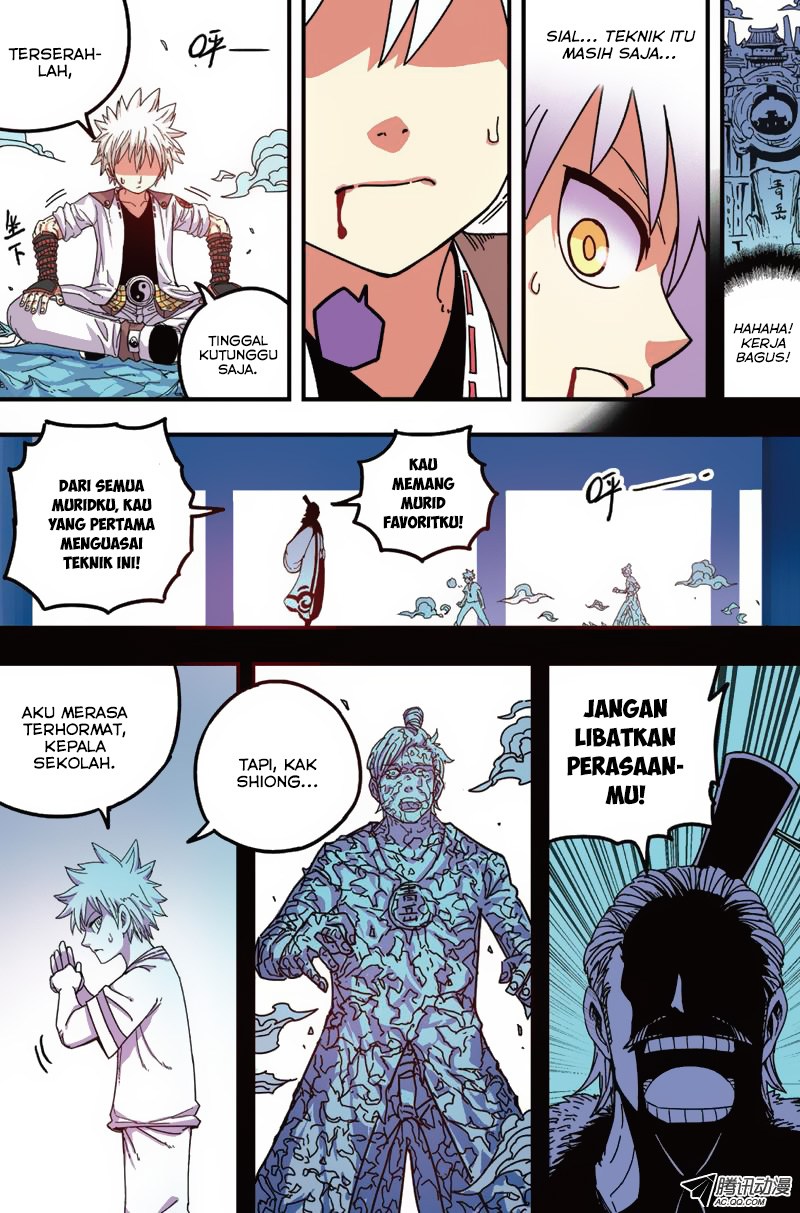 TERSERAH-
LAH,
呼
坐下
TINGGAL
KUTUNGGU
SAJA.
SIAL... TEKNIK ITU
MASIH SAJA...
青岳
HAHAHA!
KERJA
BAGUS!
DARI SEMUA
MURIDKU, KAU
YANG PERTAMA
MENGUASAI
TEKNIK INI!
KAU
MEMANG
MURID
FAVORITKU!
呼
AKU MERASA
TERHORMAT,
KEPALA
SEKOLAH.
TAPI, KAK
SHIONG...
JANGAN
LIBATKAN
PERASAAN-
MU!
腾讯动漫
AC.QQ.COM